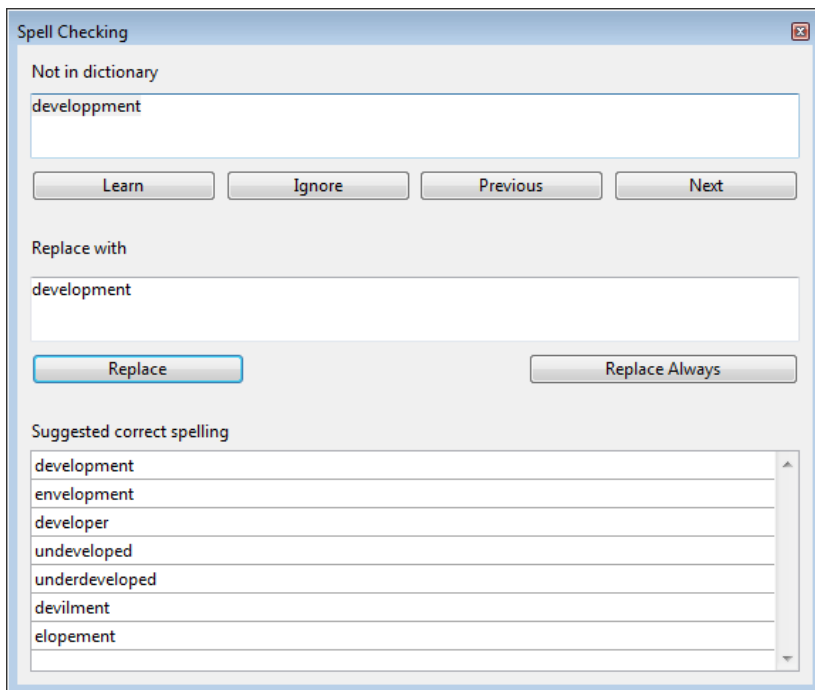 Spell Checking
Not in dictionary
developpment
Learn Ignore Previous Next
Replace with
development
Replace Replace Always
Suggested correct spelling
development
envelopment
developer
undeveloped
underdeveloped
devilment
elopement